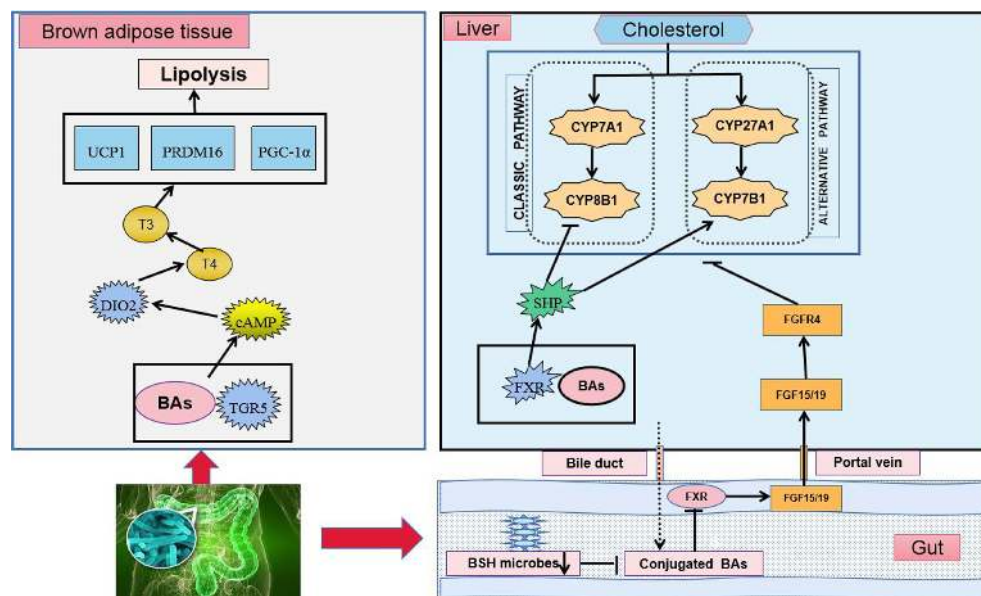 Brown adipose tissue
Lipolysis
UCP1
PRDM16
PGC-1α
T3
T4
DIO2
cAMP
BAs
TGR5
Liver
Cholesterol
CLASSIC PATHWAY
CYP7A1
CYP8B1
CYP27A1
CYP7B1
ALTERNATIVE PATHWAY
SHP
FXR
BAs
FGFR4
FGF15/19
Bile duct
Portal vein
FXR
FGF15/19
BSH microbes
Conjugated BAs
Gut